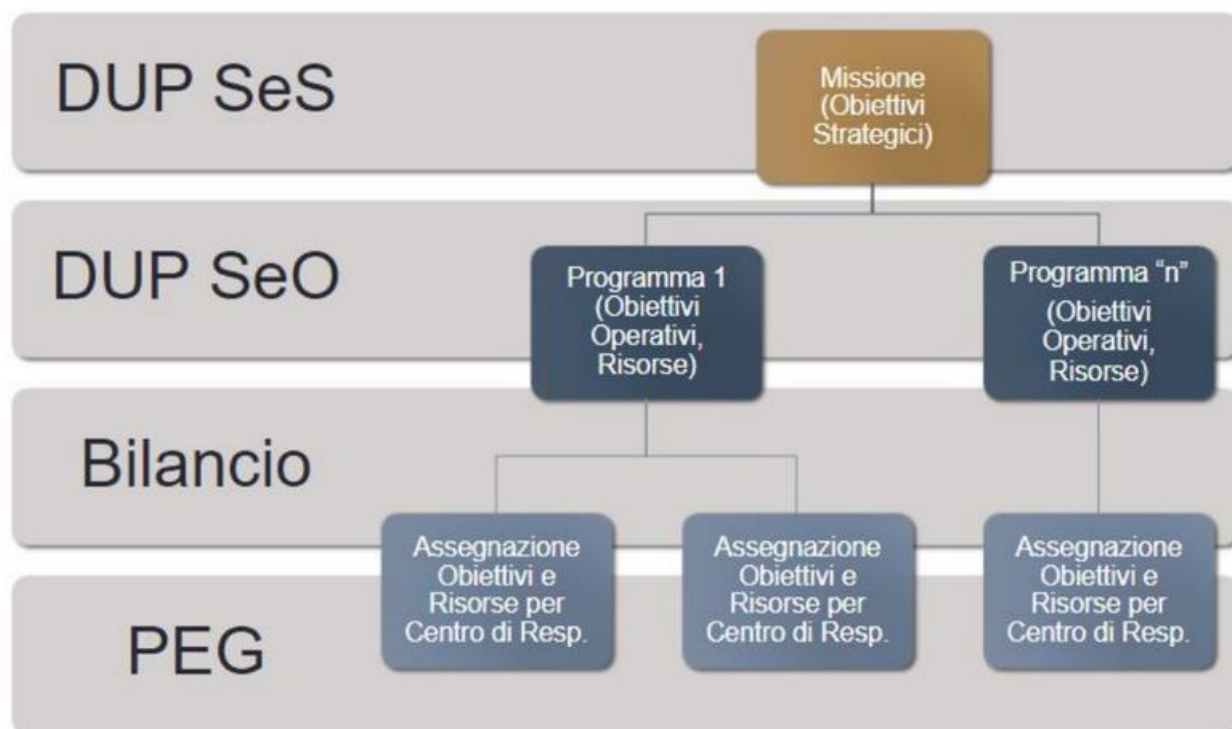 DUP SeS
Missione
(Obiettivi
Strategici)
DUP SeO
Programma 1
(Obiettivi
Operativi,
Risorse)
Programma “n”
(Obiettivi
Operativi,
Risorse)
Bilancio
Assegnazione
Obiettivi e
Risorse per
Centro di Resp.
Assegnazione
Obiettivi e
Risorse per
Centro di Resp.
Assegnazione
Obiettivi e
Risorse per
Centro di Resp.
PEG